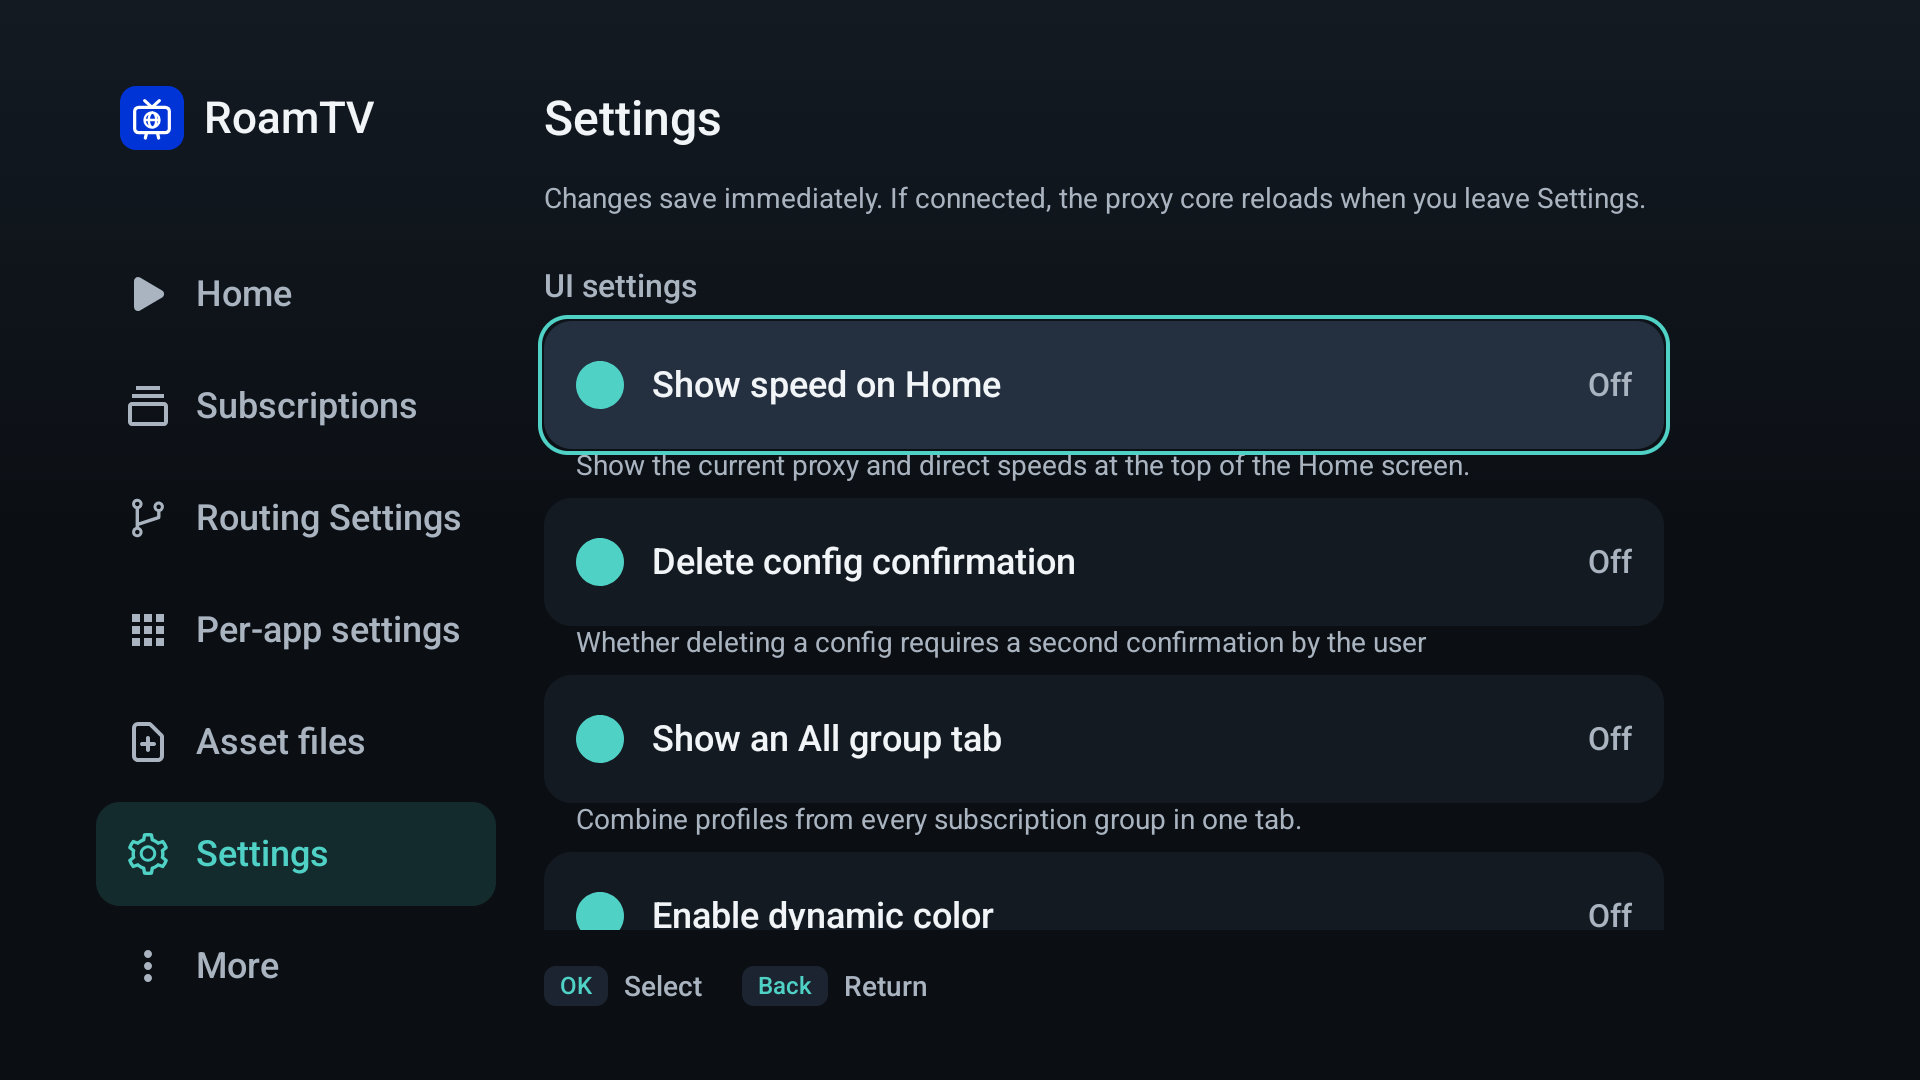 RoamTV
Home
Subscriptions
Routing Settings
Per-app settings
Asset files
Settings
More
Settings
Changes save immediately. If connected, the proxy core reloads when you leave Settings.
UI settings
Show speed on Home Off
Show the current proxy and direct speeds at the top of the Home screen.
Delete config confirmation Off
Whether deleting a config requires a second confirmation by the user
Show an All group tab Off
Combine profiles from every subscription group in one tab.
Enable dynamic color Off
OK Select Back Return